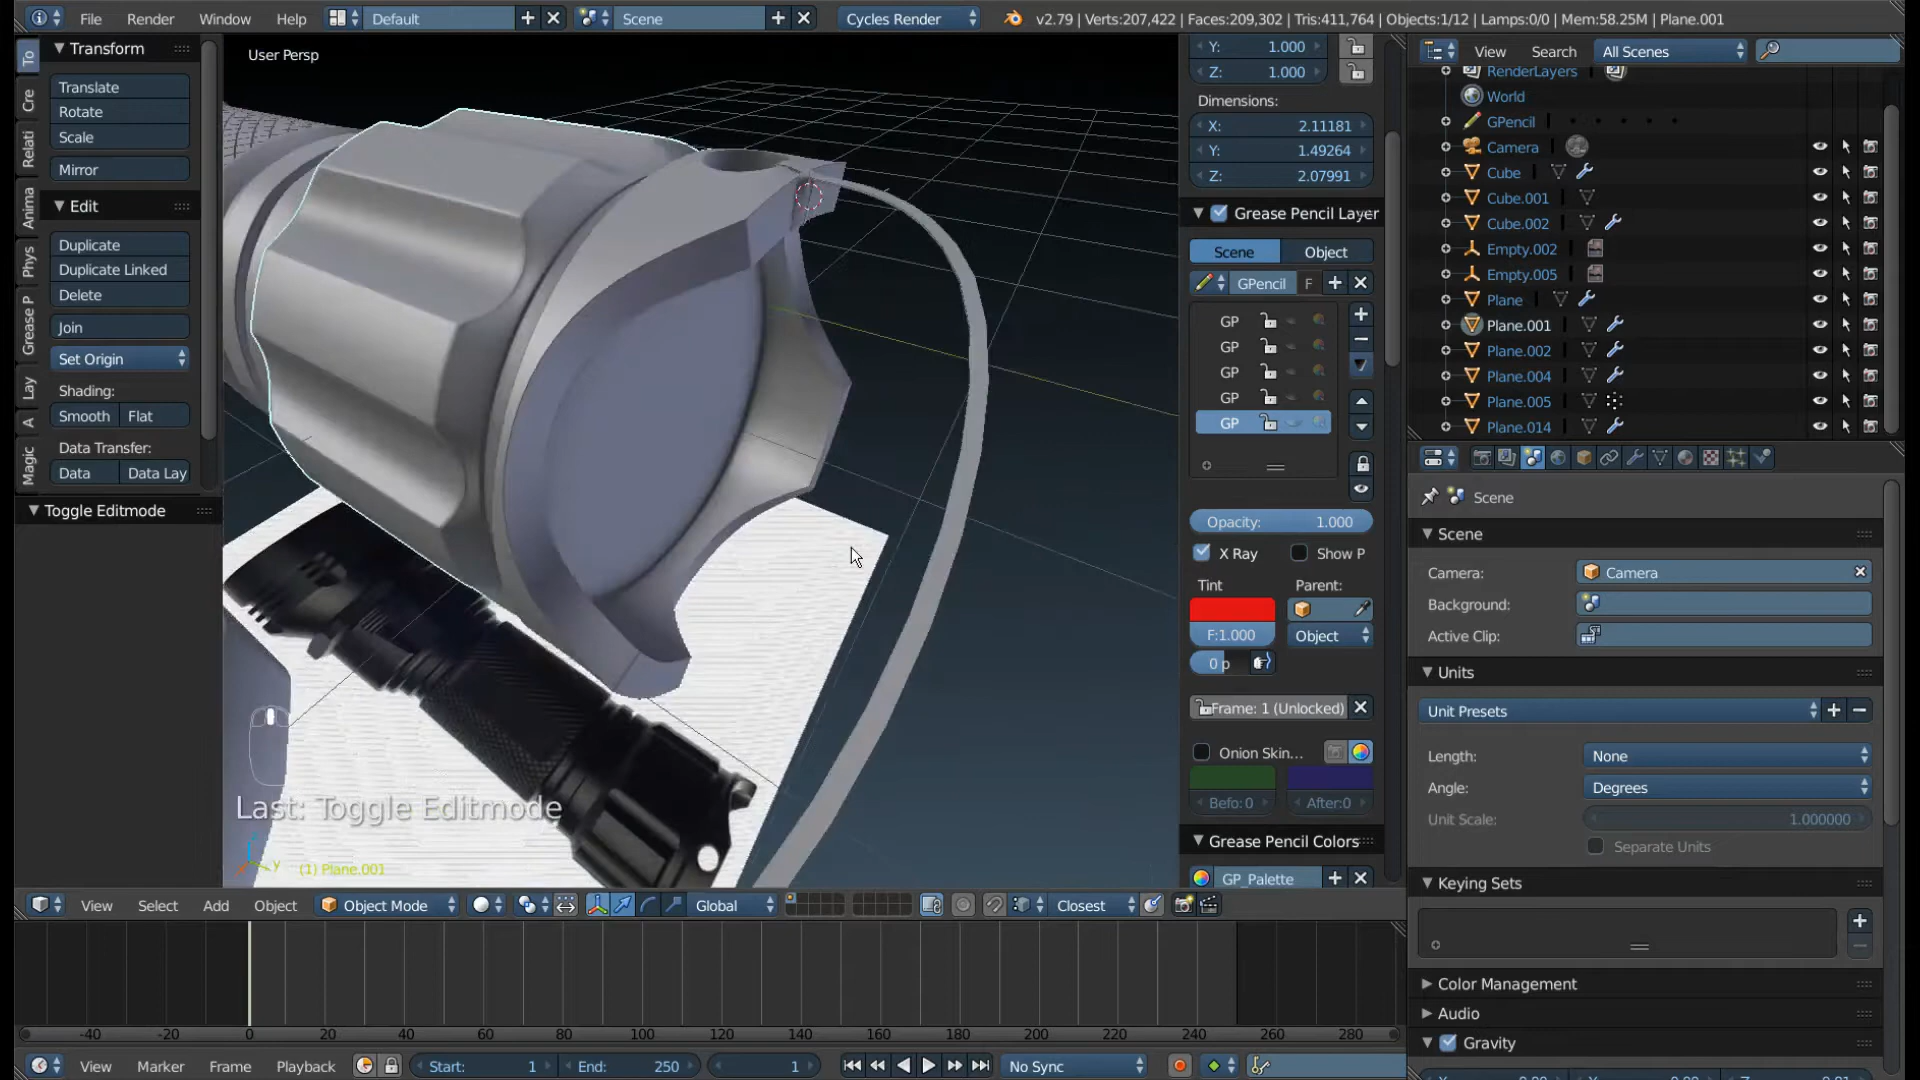 File Render Window Help Default Scene Cycles Render v2.79 | Verts:207,422 | Faces:209,302 | Tris:411,764 | Objects:1/12 | Lamps:0/0 | Mem:58.25M | Plane.001
To
Cre
Relati
Anima
Phys
Grease P
Lay
A
Magic
Transform
Translate
Rotate
Scale
Mirror
Edit
Duplicate
Duplicate Linked
Delete
Join
Set Origin
Shading:
Smooth Flat
Data Transfer:
Data Data Lay
Toggle Editmode
User Persp
Last: Toggle Editmode
y (1) Plane.001
Y: 1.000
Z: 1.000
Dimensions:
X: 2.11181
Y: 1.49264
Z: 2.07991
Grease Pencil Layer
Scene Object
GPencil F
GP
GP
GP
GP
GP
Opacity: 1.000
X Ray Show P
Tint Parent:
F:1.000 Object
0 p
Frame: 1 (Unlocked)
Onion Skin...
Befo:0 After:0
Grease Pencil Colors
GP_Palette
View Search All Scenes
RenderLayers
World
GPencil
Camera
Cube
Cube.001
Cube.002
Empty.002
Empty.005
Plane
Plane.001
Plane.002
Plane.004
Plane.005
Plane.014
Scene
Scene
Camera: Camera
Background:
Active Clip:
Units
Unit Presets
Length: None
Angle: Degrees
Unit Scale: 1.000000
Separate Units
Keying Sets
Color Management
Audio
Gravity
View Select Add Object Object Mode Global Closest
-40 -20 0 20 40 60 80 100 120 140 160 180 200 220 240 260 280
View Marker Frame Playback Start: 1 End: 250 1 No Sync